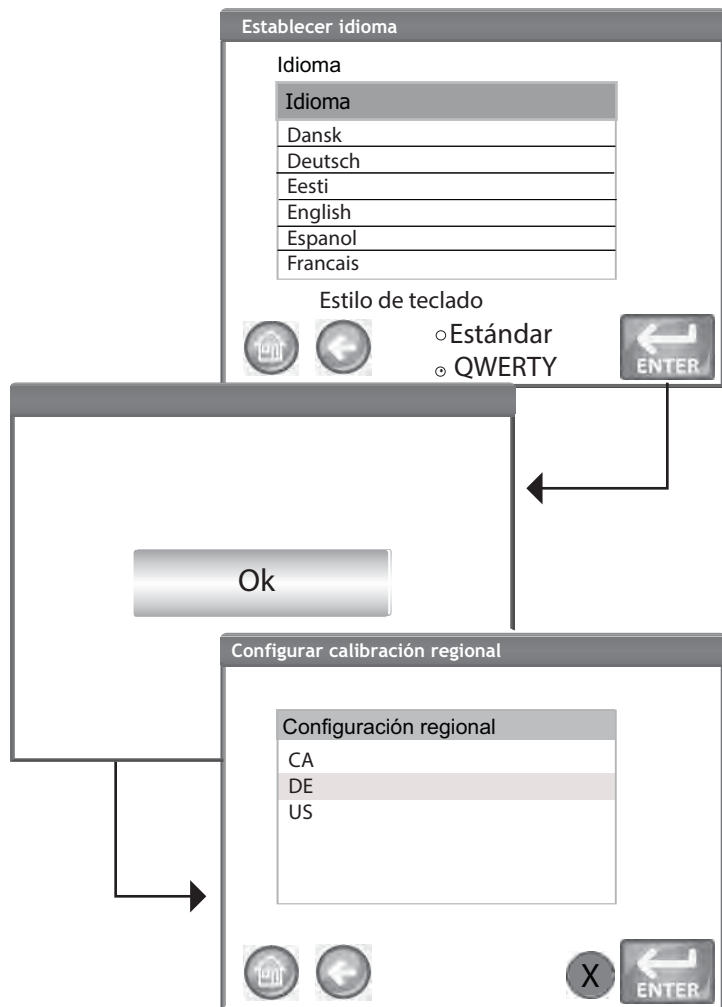 Establecer idioma
Idioma
Idioma
Dansk
Deutsch
Eesti
English
Espanol
Francais
Estilo de teclado
Estándar
QWERTY
ENTER
Ok
Configurar calibración regional
Configuración regional
CA
DE
US
X
ENTER